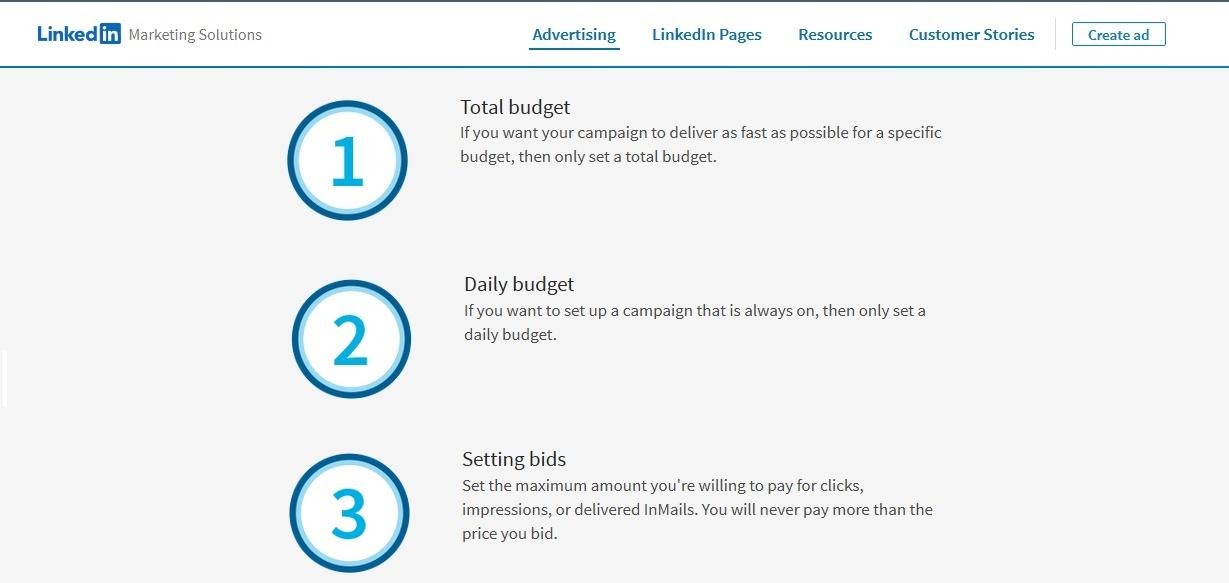 LinkedIn Marketing Solutions
Advertising LinkedIn Pages Resources Customer Stories Create ad
1
Total budget
If you want your campaign to deliver as fast as possible for a specific
budget, then only set a total budget.
2
Daily budget
If you want to set up a campaign that is always on, then only set a
daily budget.
3
Setting bids
Set the maximum amount you're willing to pay for clicks,
impressions, or delivered InMails. You will never pay more than the
price you bid.